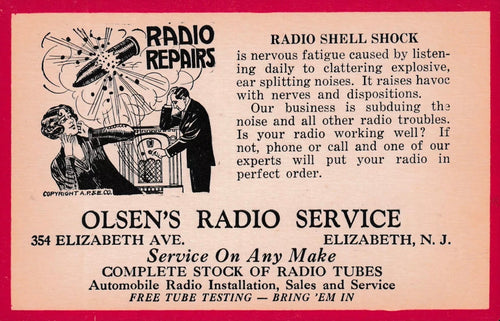 RADIO
REPAIRS
COPYRIGHT A.P.& E.CO.
RADIO SHELL SHOCK
is nervous fatigue caused by listen-
ing daily to clattering explosive,
ear splitting noises. It raises havoc
with nerves and dispositions.
Our business is subduing the
noise and all other radio troubles.
Is your radio working well? If
not, phone or call and one of our
experts will put your radio in
perfect order.
OLSEN'S RADIO SERVICE
354 ELIZABETH AVE. ELIZABETH, N. J.
Service On Any Make
COMPLETE STOCK OF RADIO TUBES
Automobile Radio Installation, Sales and Service
FREE TUBE TESTING — BRING 'EM IN